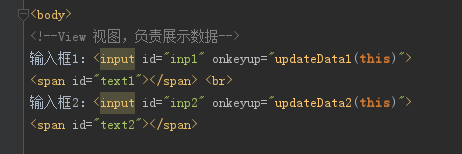 <body>
<!--View 视图，负责展示数据-->
输入框1: <input id="inp1" onkeyup="updateData1(this)">
<span id="text1"></span> <br>
输入框2: <input id="inp2" onkeyup="updateData2(this)">
<span id="text2"></span>